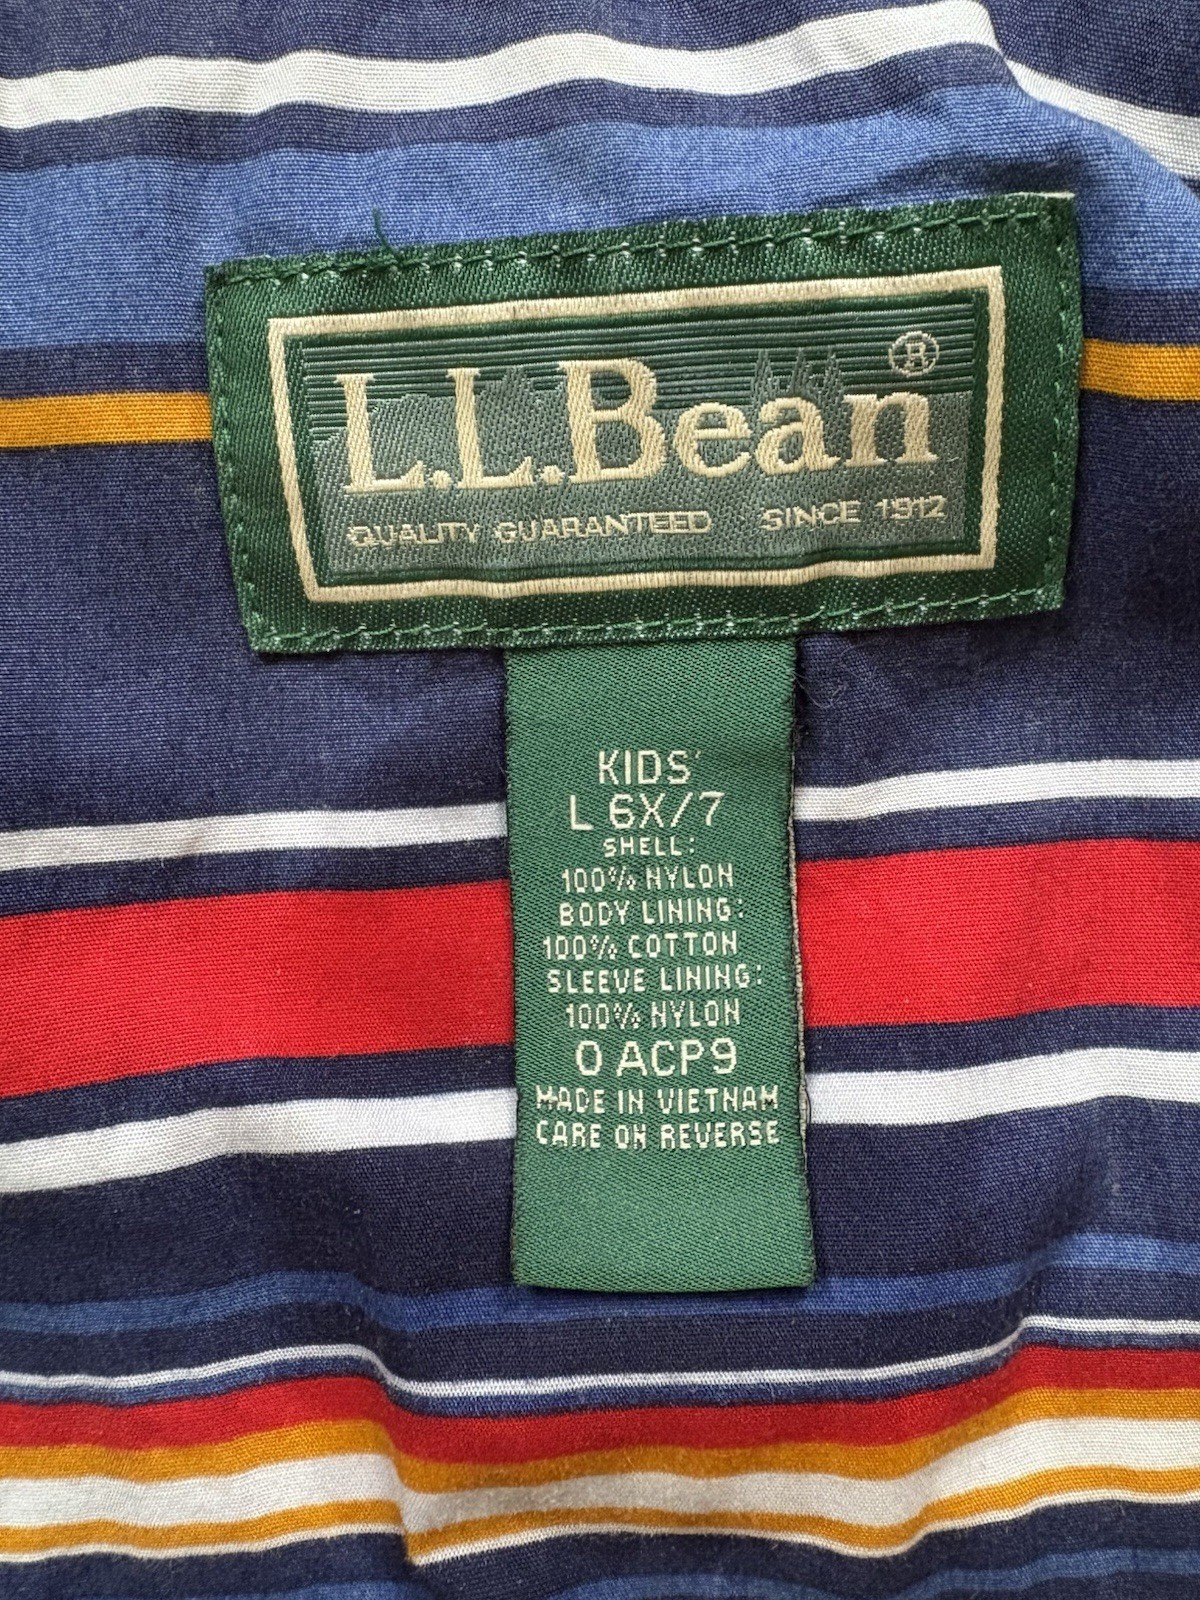 L.L.Bean®
QUALITY GUARANTEED SINCE 1912
KIDS'
L 6X/7
SHELL:
100% NYLON
BODY LINING:
100% COTTON
SLEEVE LINING:
100% NYLON
0 ACP9
MADE IN VIETNAM
CARE ON REVERSE